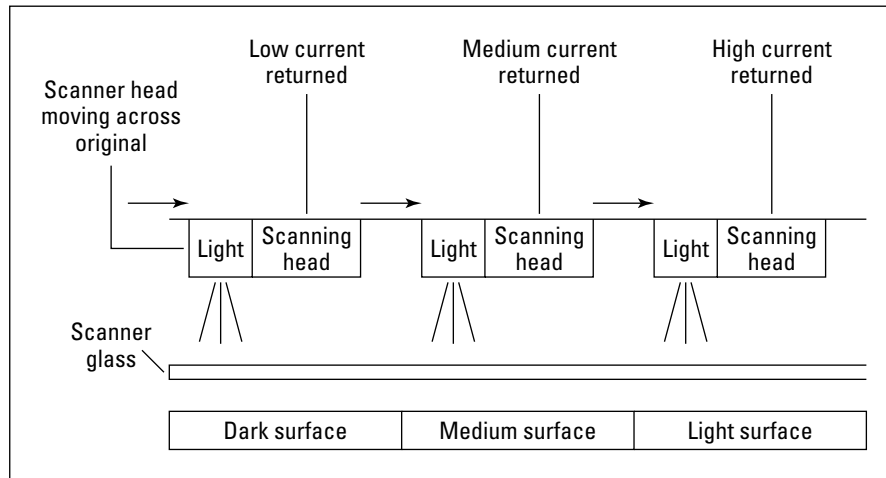 Low current
returned
Medium current
returned
High current
returned
Scanner head
moving across
original
Light
Scanning
head
Light
Scanning
head
Light
Scanning
head
Scanner
glass
Dark surface
Medium surface
Light surface